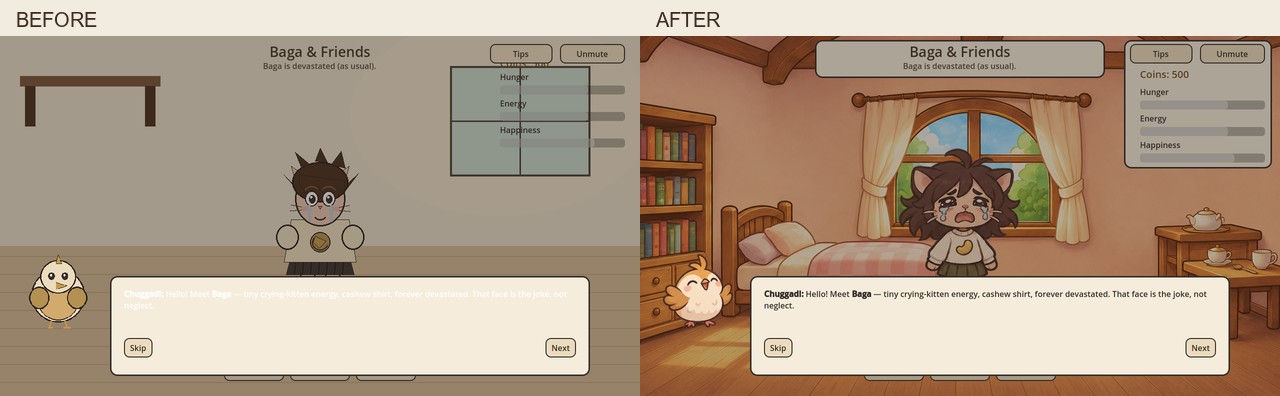 BEFORE
Baga & Friends
Baga is devastated (as usual).
Tips
Unmute
Coins: 500
Hunger
Energy
Happiness
Chuggadi: Hello! Meet Baga — tiny crying-kitten energy, cashew shirt, forever devastated. That face is the joke, not
neglect.
Skip
Next
AFTER
Baga & Friends
Baga is devastated (as usual).
Tips
Unmute
Coins: 500
Hunger
Energy
Happiness
Chuggadi: Hello! Meet Baga — tiny crying-kitten energy, cashew shirt, forever devastated. That face is the joke, not
neglect.
Skip
Next